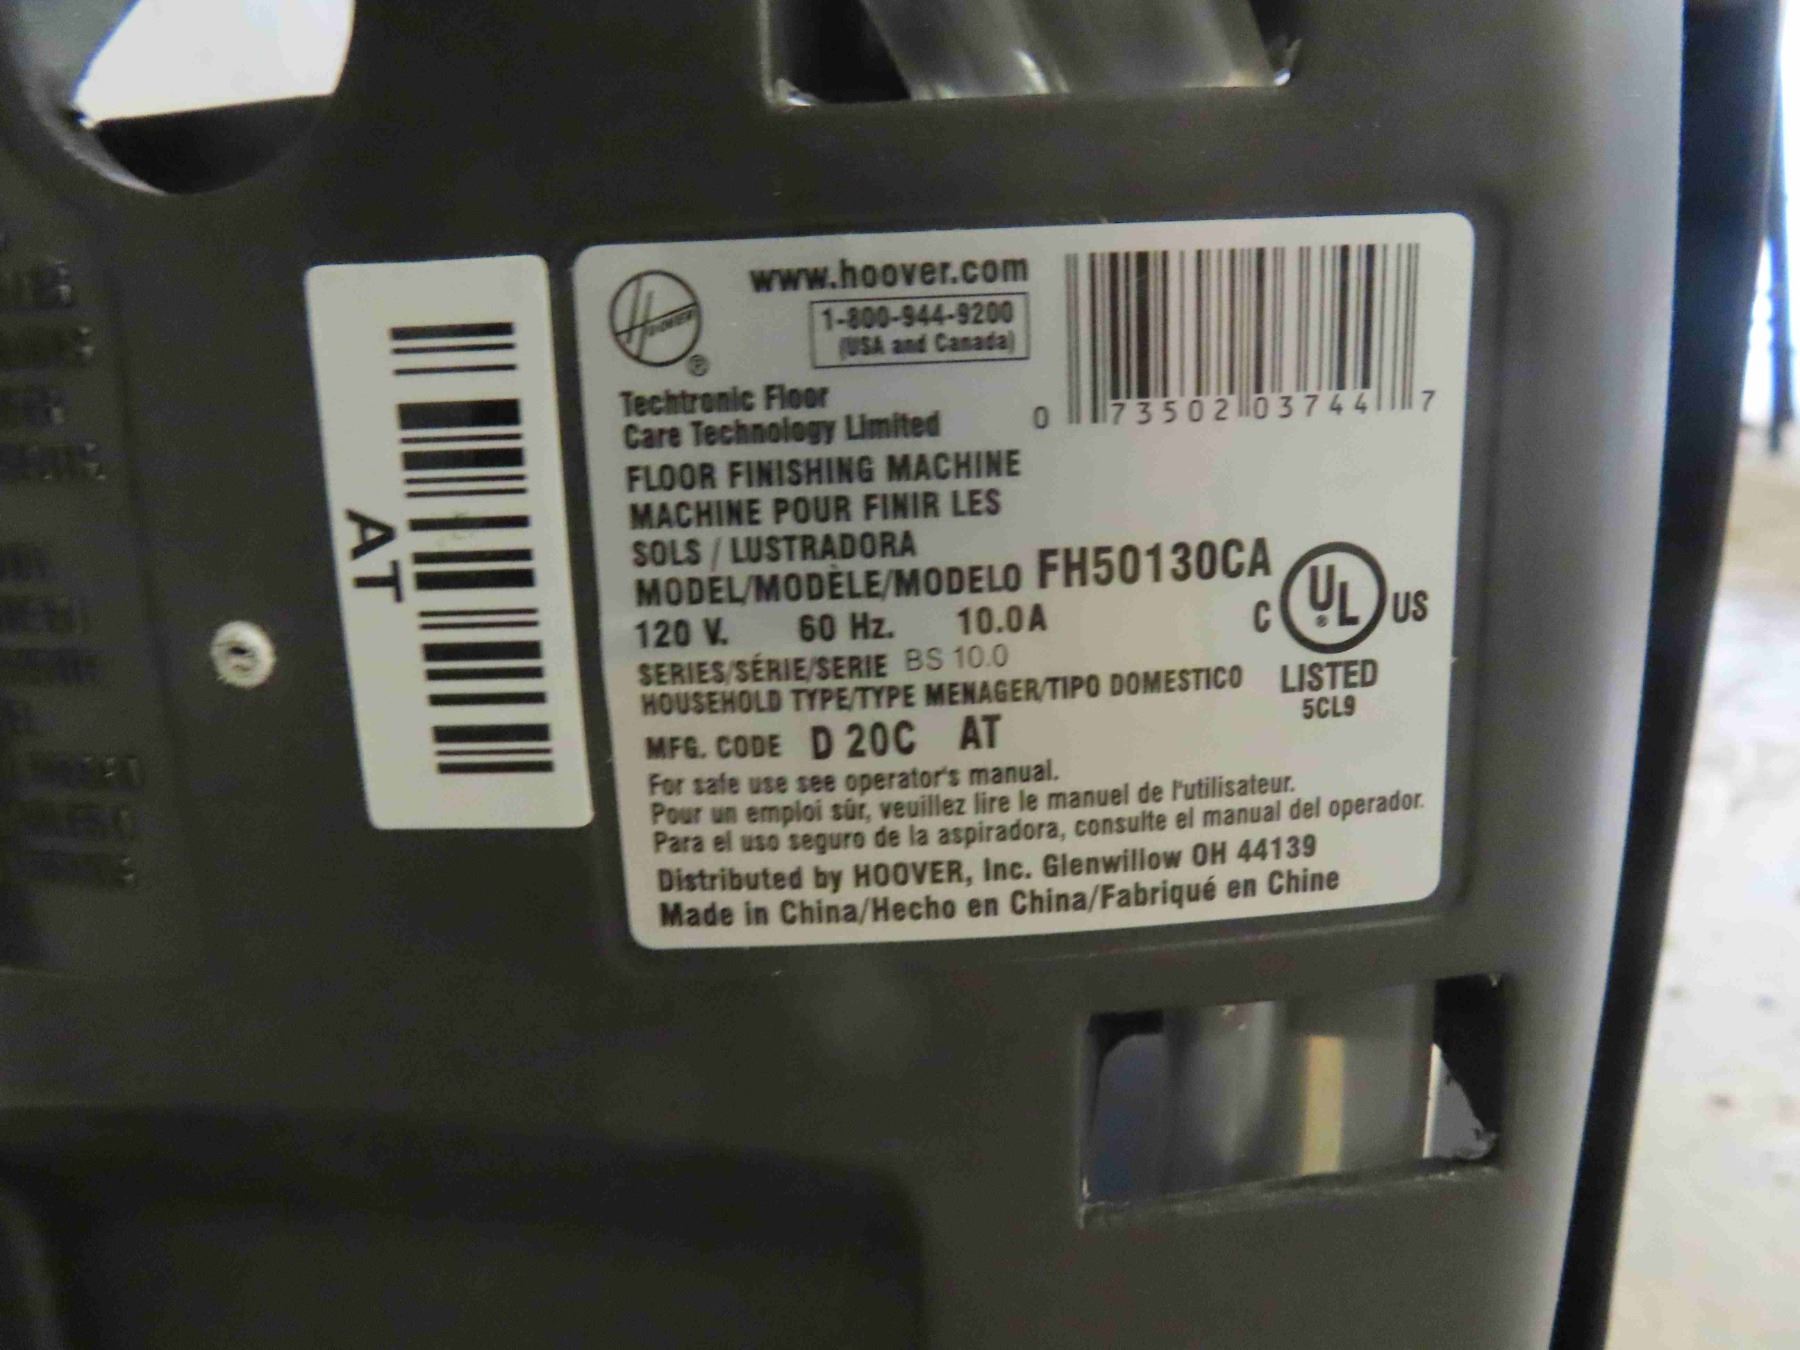 AT
HOOVER
®
www.hoover.com
1-800-944-9200
(USA and Canada)
0 73502 03744 7
Techtronic Floor
Care Technology Limited
FLOOR FINISHING MACHINE
MACHINE POUR FINIR LES
SOLS / LUSTRADORA
MODEL/MODÈLE/MODELO FH50130CA
120 V. 60 Hz. 10.0A
C UL ® US
LISTED
5CL9
SERIES/SÉRIE/SERIE BS 10.0
HOUSEHOLD TYPE/TYPE MENAGER/TIPO DOMESTICO
MFG. CODE D 20C AT
For safe use see operator's manual.
Pour un emploi sûr, veuillez lire le manuel de l'utilisateur.
Para el uso seguro de la aspiradora, consulte el manual del operador.
Distributed by HOOVER, Inc. Glenwillow OH 44139
Made in China/Hecho en China/Fabriqué en Chine